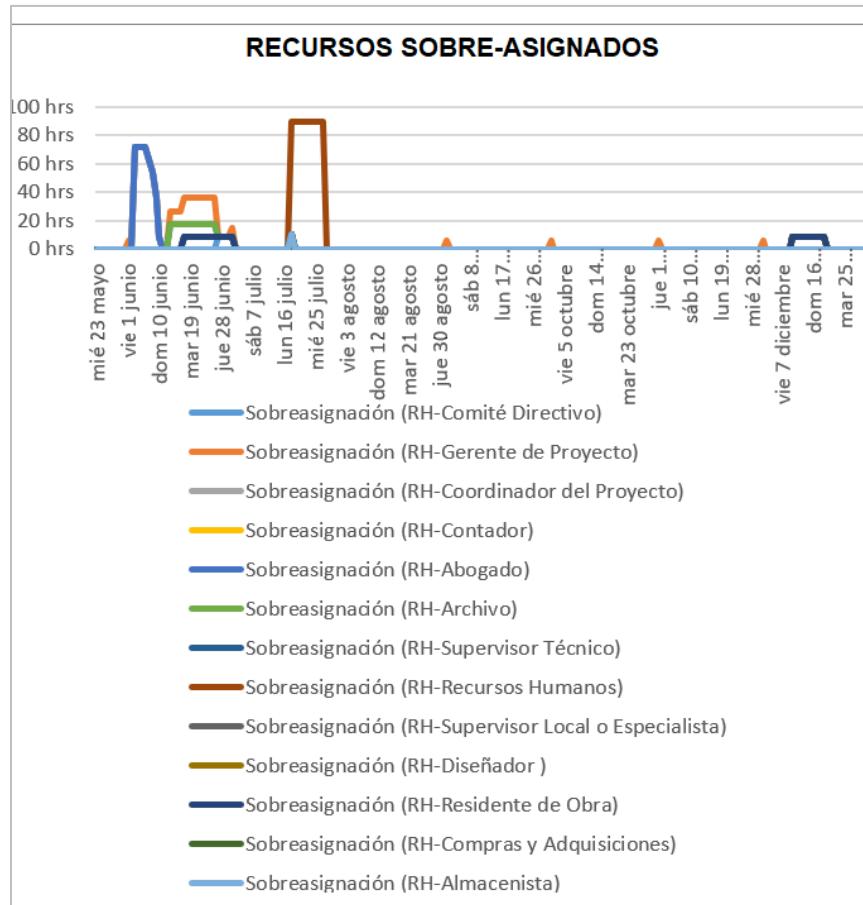 RECURSOS SOBRE-ASIGNADOS
100 hrs
80 hrs
60 hrs
40 hrs
20 hrs
0 hrs
mié 23 mayo
vie 1 junio
dom 10 junio
mar 19 junio
jue 28 junio
sáb 7 julio
lun 16 julio
mié 25 julio
vie 3 agosto
dom 12 agosto
mar 21 agosto
jue 30 agosto
sáb 8…
lun 17…
mié 26…
vie 5 octubre
dom 14…
mar 23 octubre
jue 1…
sáb 10…
lun 19…
mié 28…
vie 7 diciembre
dom 16…
mar 25…
Sobreasignación (RH-Comité Directivo)
Sobreasignación (RH-Gerente de Proyecto)
Sobreasignación (RH-Coordinador del Proyecto)
Sobreasignación (RH-Contador)
Sobreasignación (RH-Abogado)
Sobreasignación (RH-Archivo)
Sobreasignación (RH-Supervisor Técnico)
Sobreasignación (RH-Recursos Humanos)
Sobreasignación (RH-Supervisor Local o Especialista)
Sobreasignación (RH-Diseñador )
Sobreasignación (RH-Residente de Obra)
Sobreasignación (RH-Compras y Adquisiciones)
Sobreasignación (RH-Almacenista)